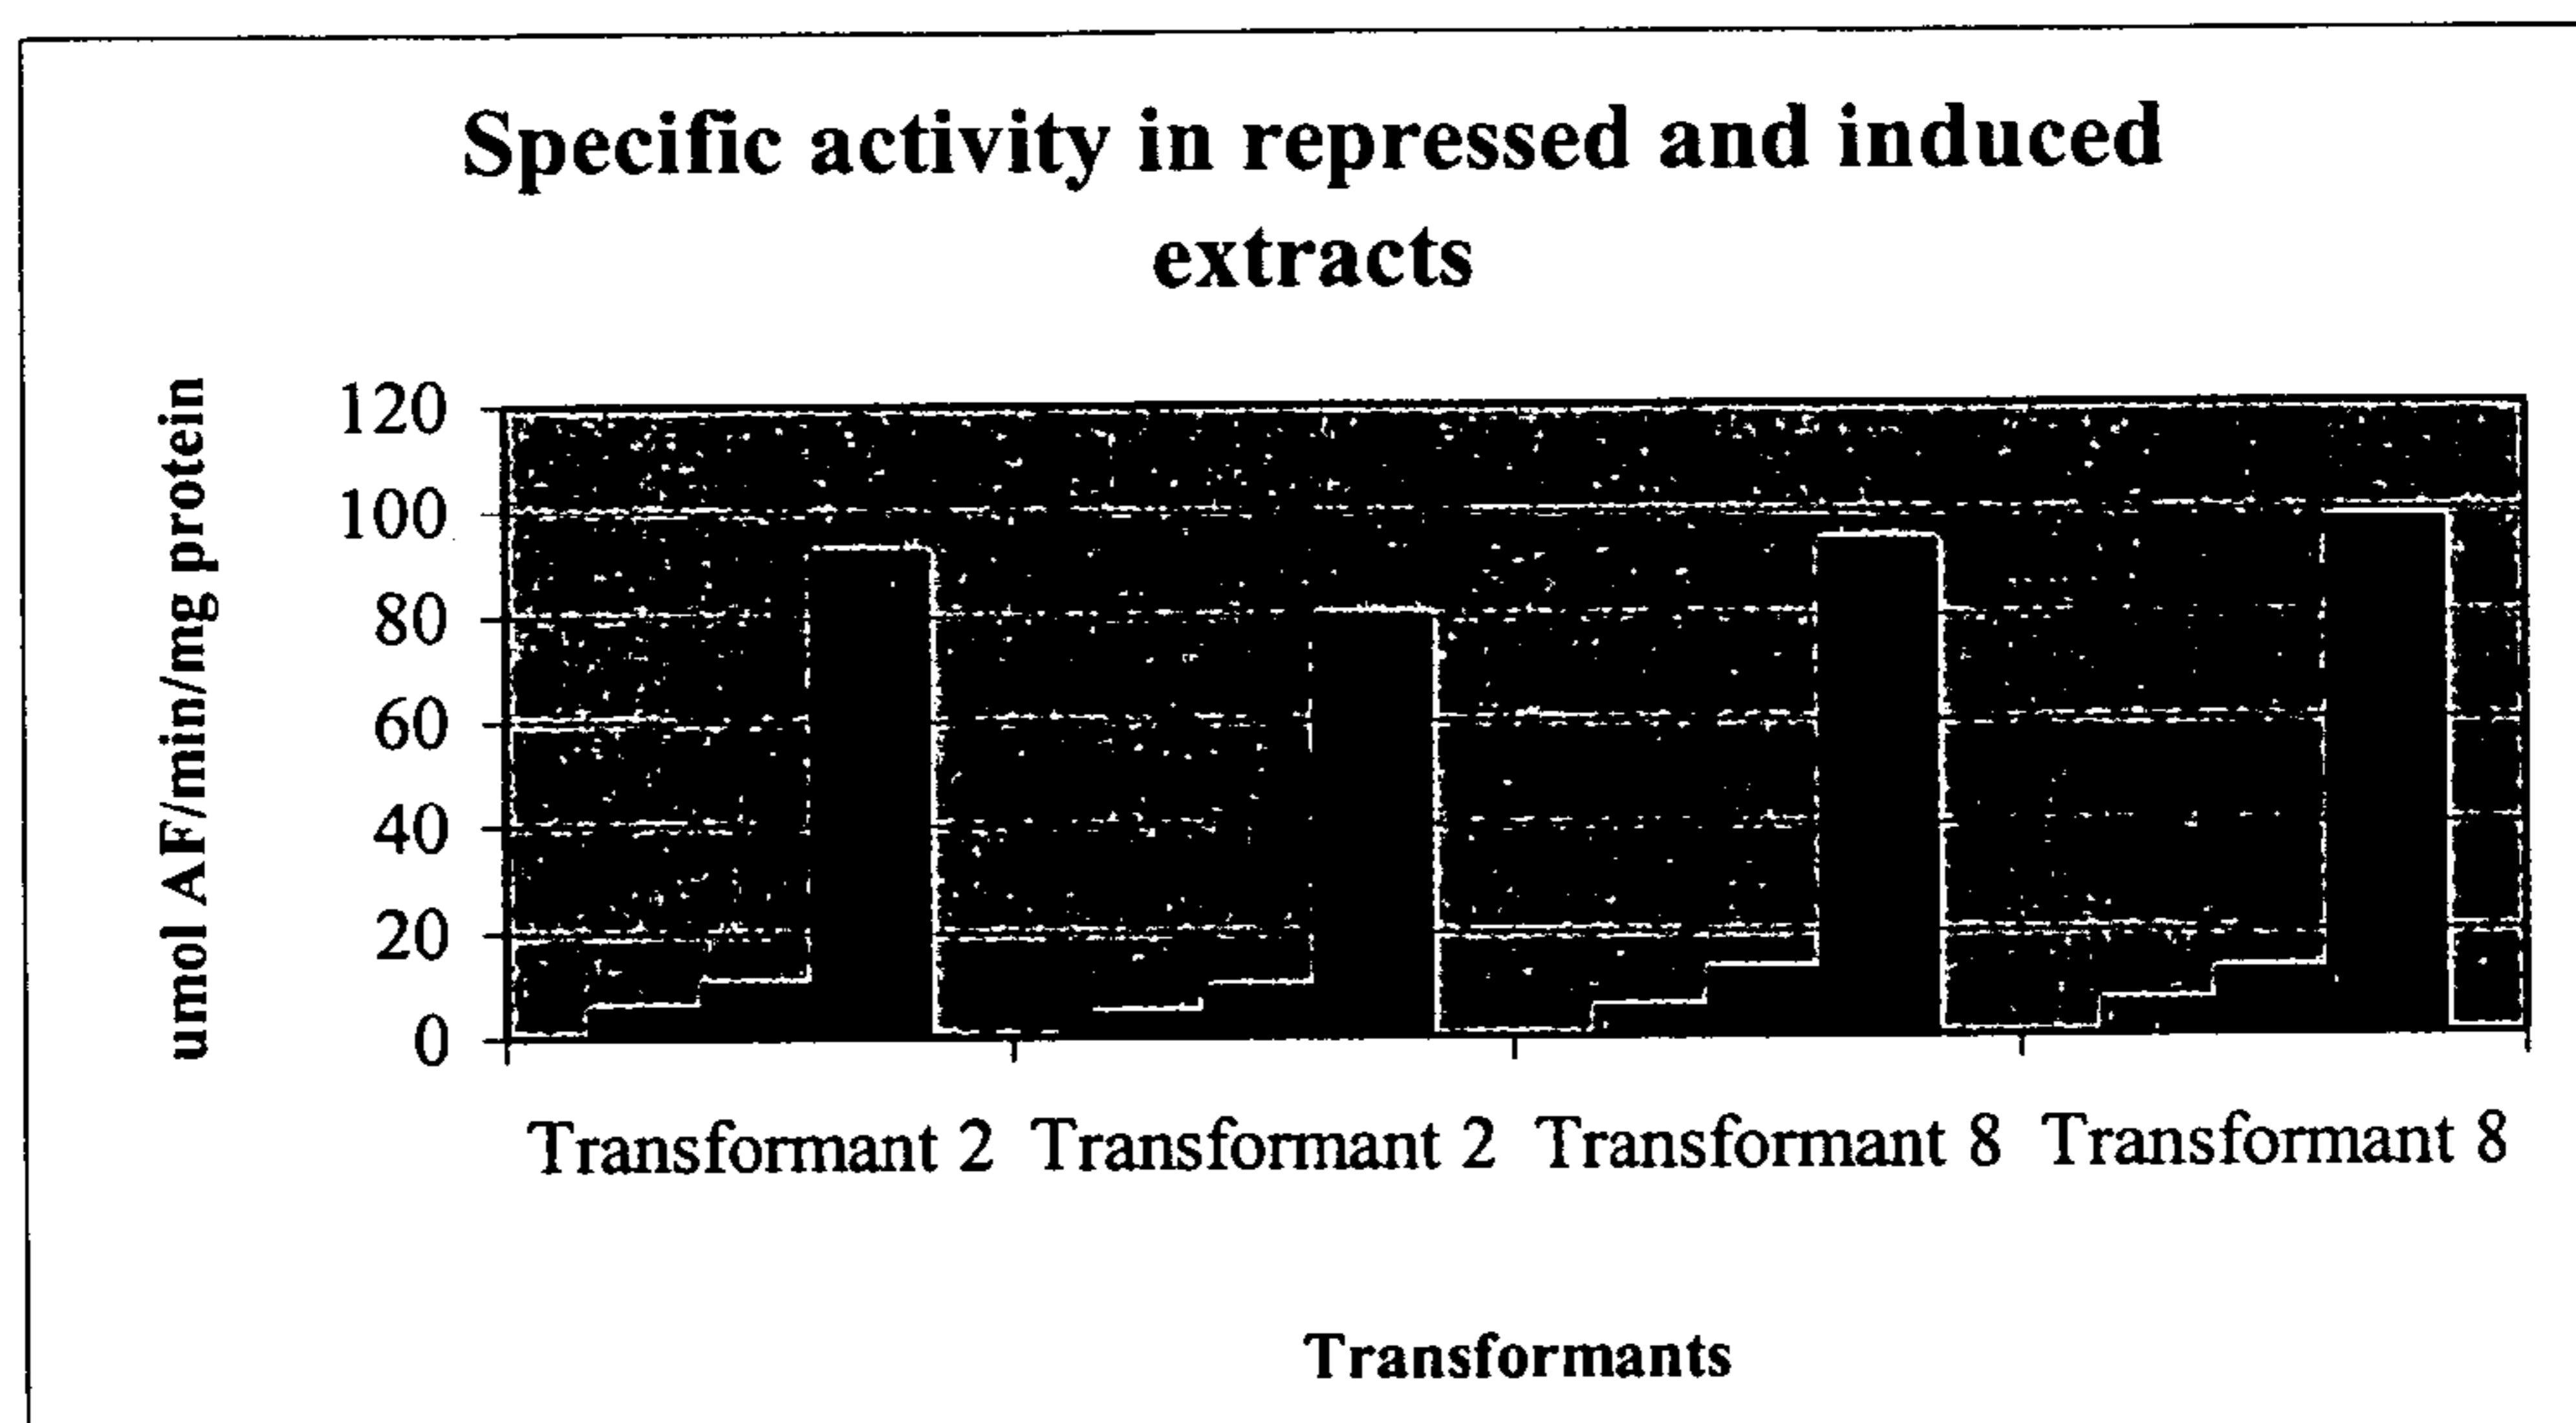 Specific activity in repressed and induced
extracts
umol AF/min/mg protein
120
100
80
60
40
20
0
Transformant 2 Transformant 2 Transformant 8 Transformant 8
Transformants